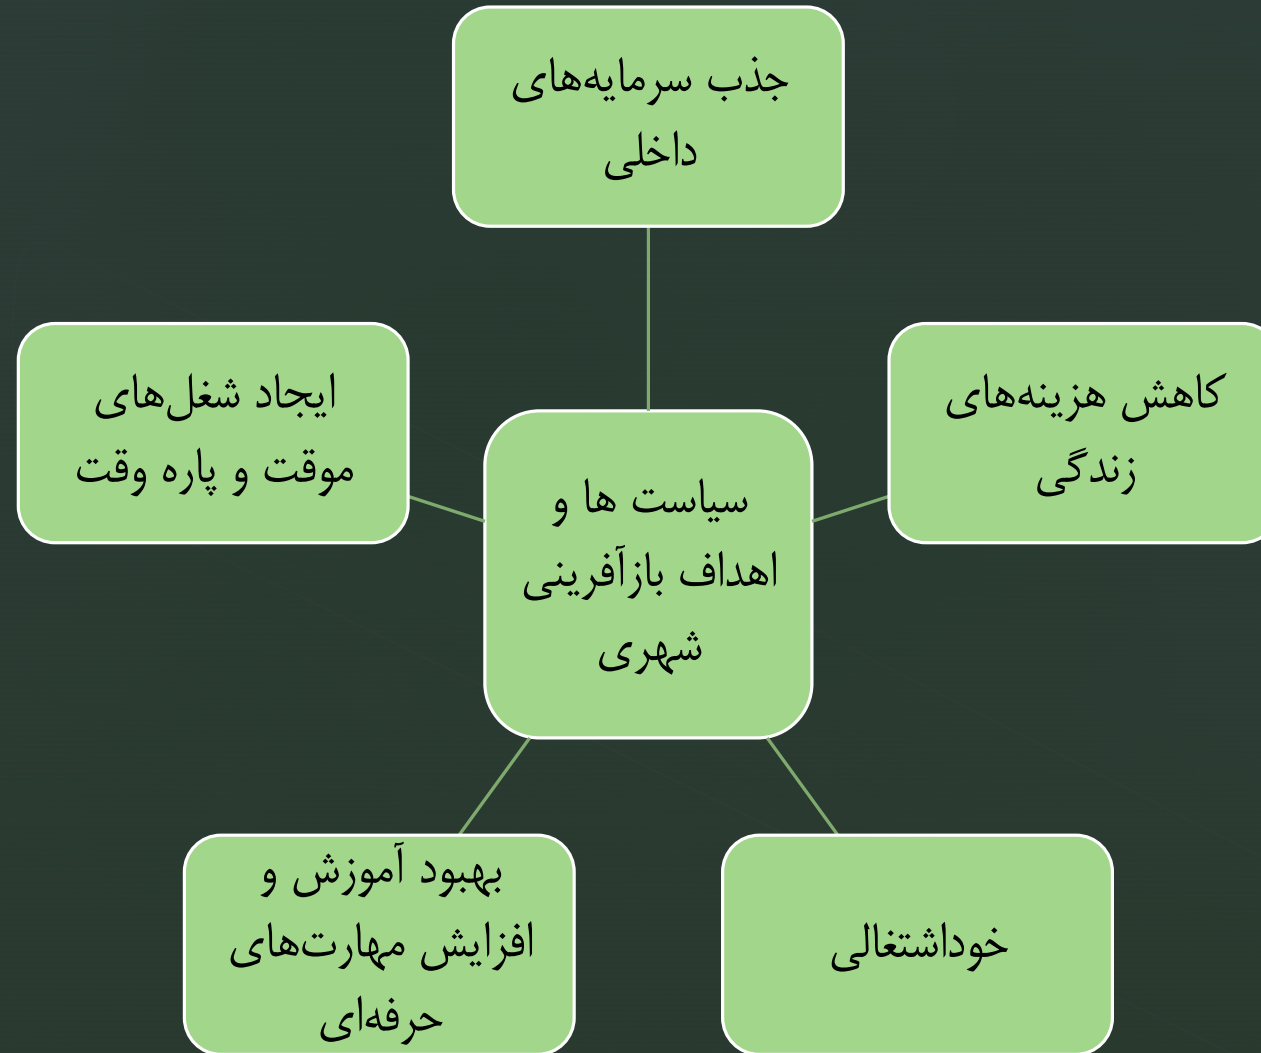 جذب سرمایه‌های
داخلی
کاهش هزینه‌های
زندگی
ایجاد شغل‌های
موقت و پاره وقت
سیاست ها و
اهداف بازآفرینی
شهری
خوداشتغالی
بهبود آموزش و
افزایش مهارت‌های
حرفه‌ای